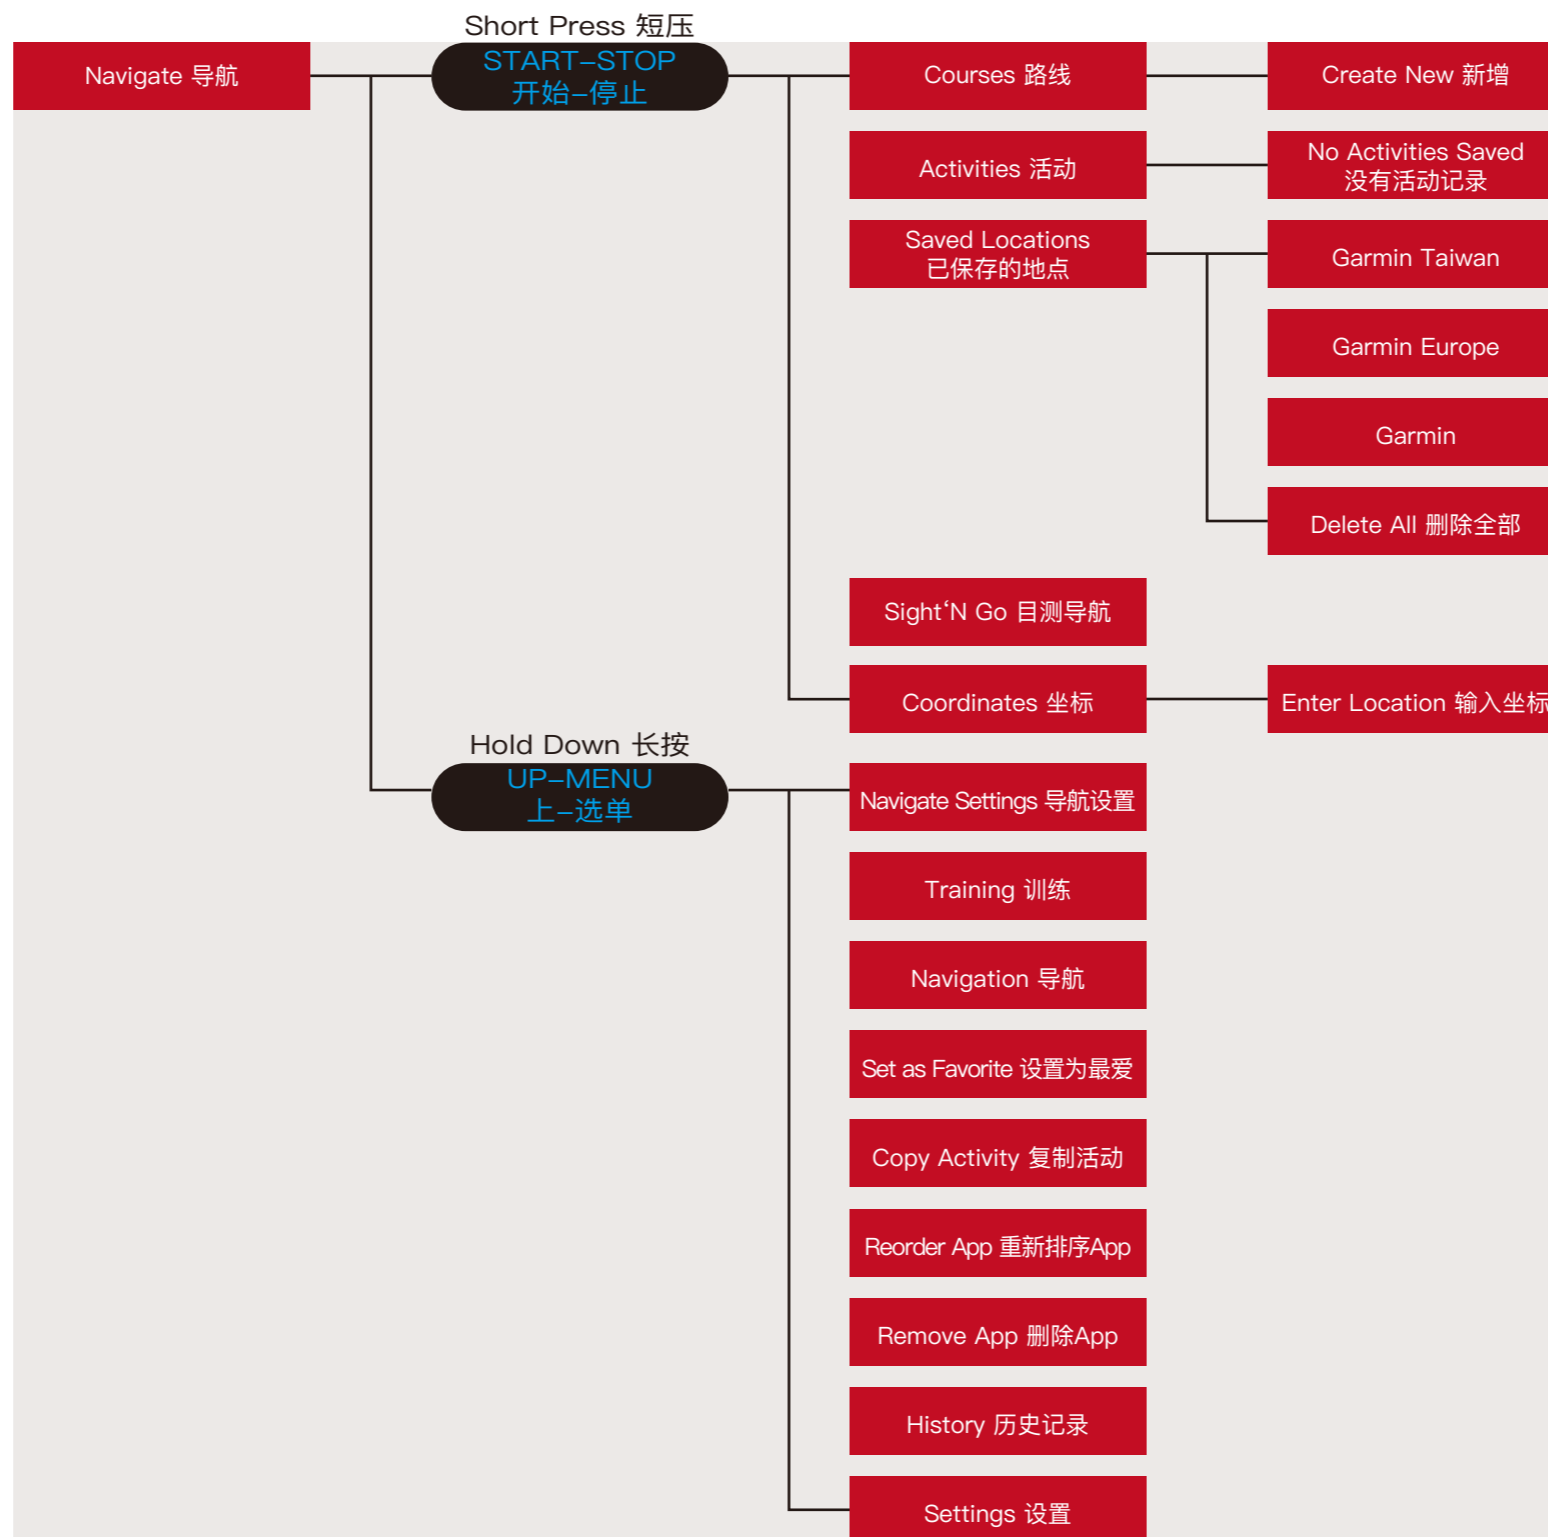 Short Press 短压
Navigate 导航
START-STOP
开始-停止
Courses 路线
Create New 新增
Activities 活动
No Activities Saved
没有活动记录
Saved Locations
已保存的地点
Garmin Taiwan
Garmin Europe
Garmin
Delete All 删除全部
Sight‘N Go 目测导航
Coordinates 坐标
Enter Location 输入坐标
Hold Down 长按
UP-MENU
上-选单
Navigate Settings 导航设置
Training 训练
Navigation 导航
Set as Favorite 设置为最爱
Copy Activity 复制活动
Reorder App 重新排序App
Remove App 删除App
History 历史记录
Settings 设置